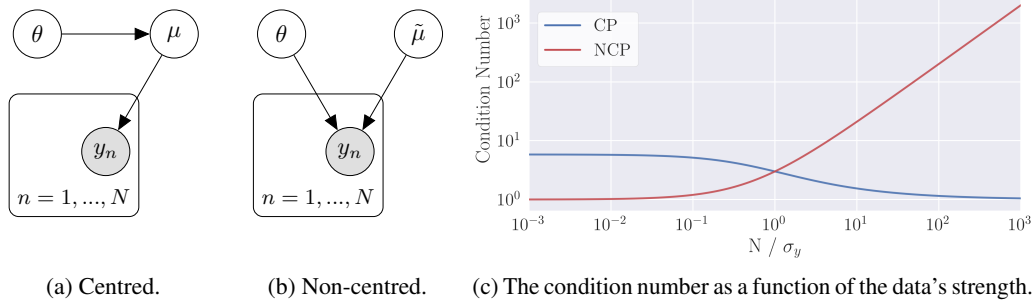 θ
μ
y_n
n = 1, ..., N
(a) Centred.
θ
μ̃
y_n
n = 1, ..., N
(b) Non-centred.
Condition Number
10^3
10^2
10^1
10^0
CP
NCP
10^−3
10^−2
10^−1
10^0
10^1
10^2
10^3
N / σ_y
(c) The condition number as a function of the data's strength.